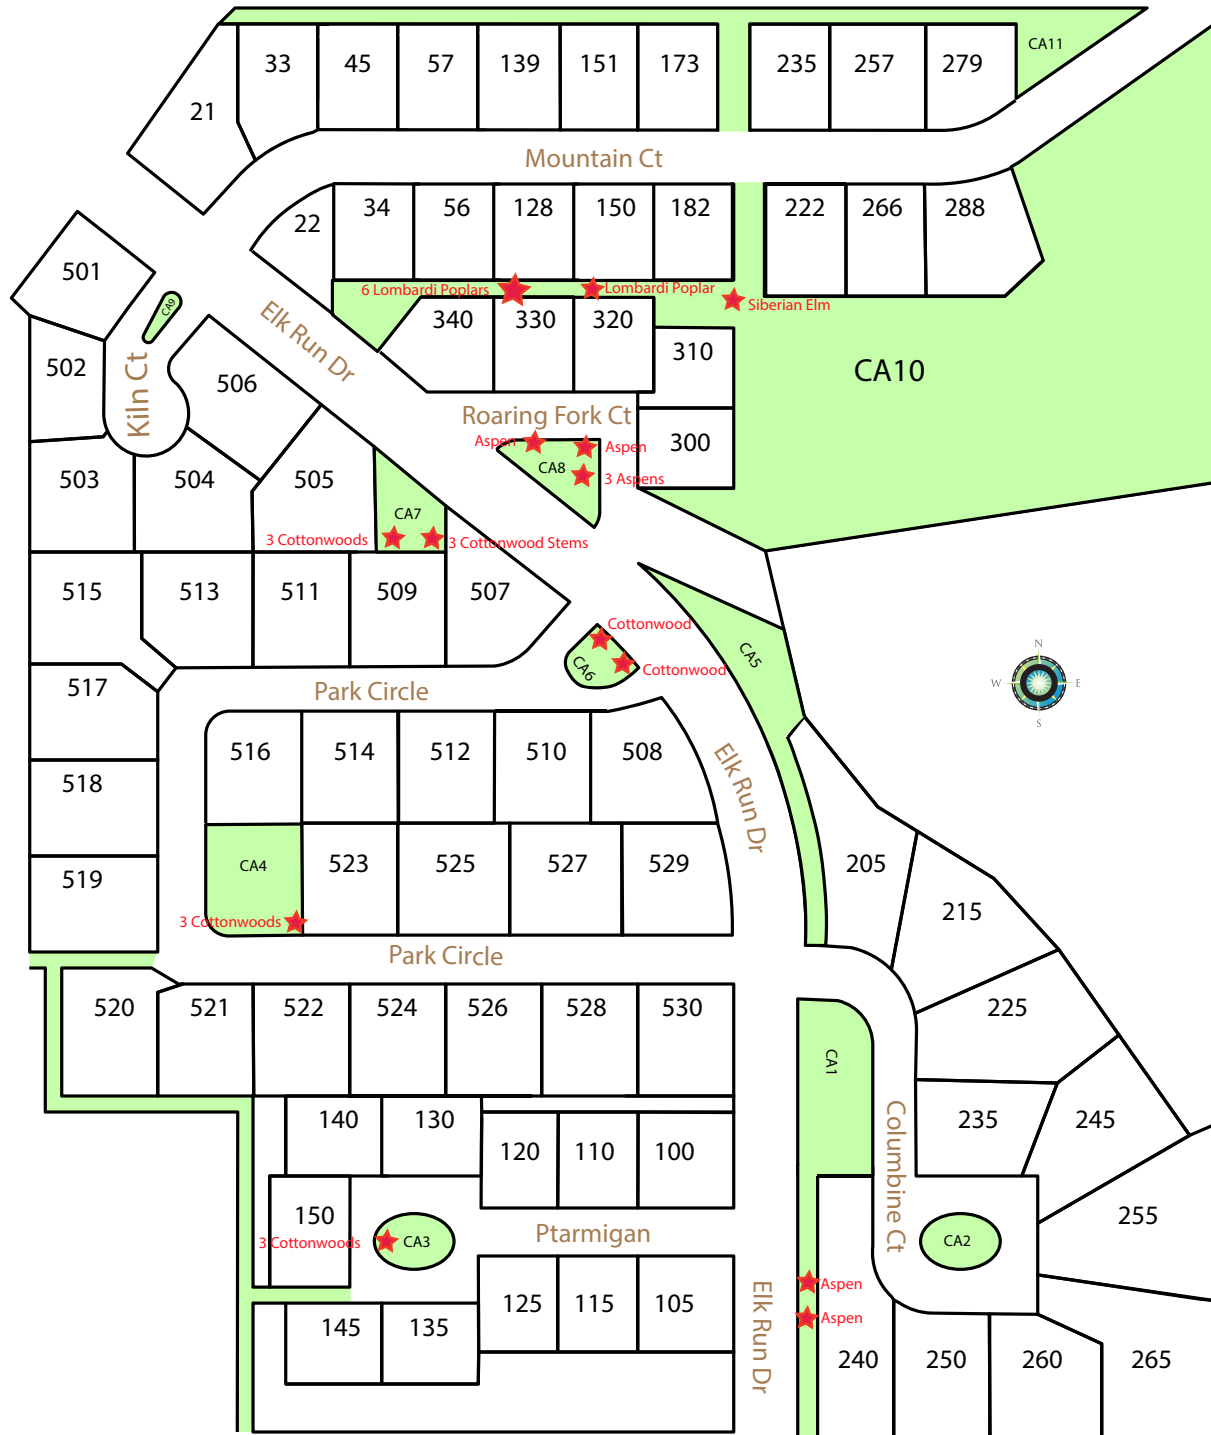 CA11
33
45
57
139
151
173
235
257
279
21
Mountain Ct
22
34
56
128
150
182
222
266
288
501
CA9
6 Lombardi Poplars
Lombardi Poplar
Siberian Elm
Elk Run Dr
340
330
320
310
502
Kiln Ct
506
CA10
Roaring Fork Ct
Aspen
Aspen
CA8
3 Aspens
300
503
504
505
CA7
3 Cottonwoods
3 Cottonwood Stems
515
513
511
509
507
Cottonwood
CA6
Cottonwood
CA5
N
W
E
S
517
Park Circle
516
514
512
510
508
Elk Run Dr
518
519
CA4
523
525
527
529
205
215
3 Cottonwoods
Park Circle
520
521
522
524
526
528
530
225
CA1
140
130
120
110
100
Columbine Ct
235
245
150
3 Cottonwoods
CA3
Ptarmigan
CA2
255
145
135
125
115
105
Elk Run Dr
Aspen
Aspen
240
250
260
265